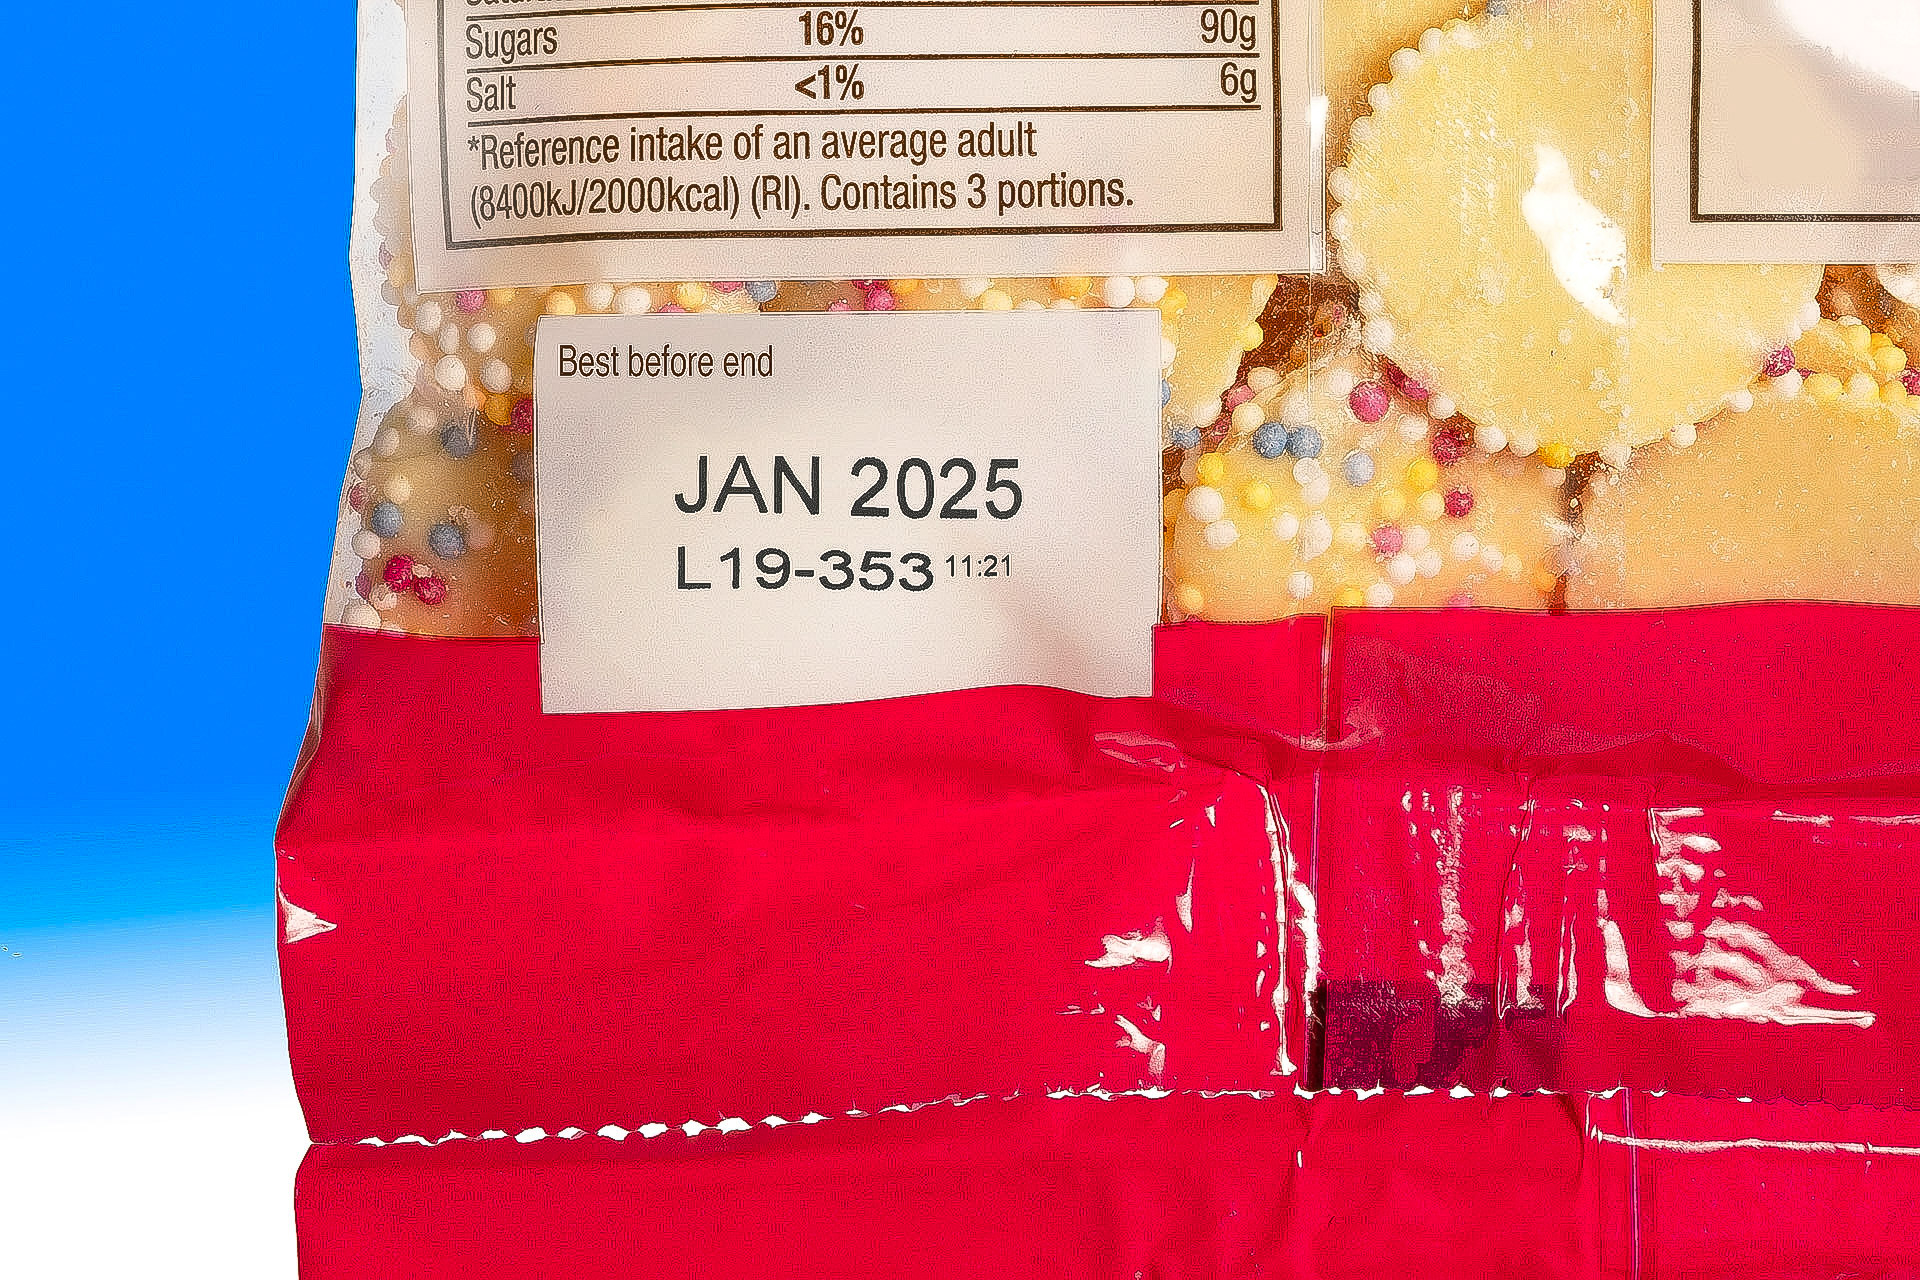 Sugars 16% 90g
Salt <1% 6g
*Reference intake of an average adult
(8400kJ/2000kcal) (RI). Contains 3 portions.
Best before end
JAN 2025
L19-353 11:21